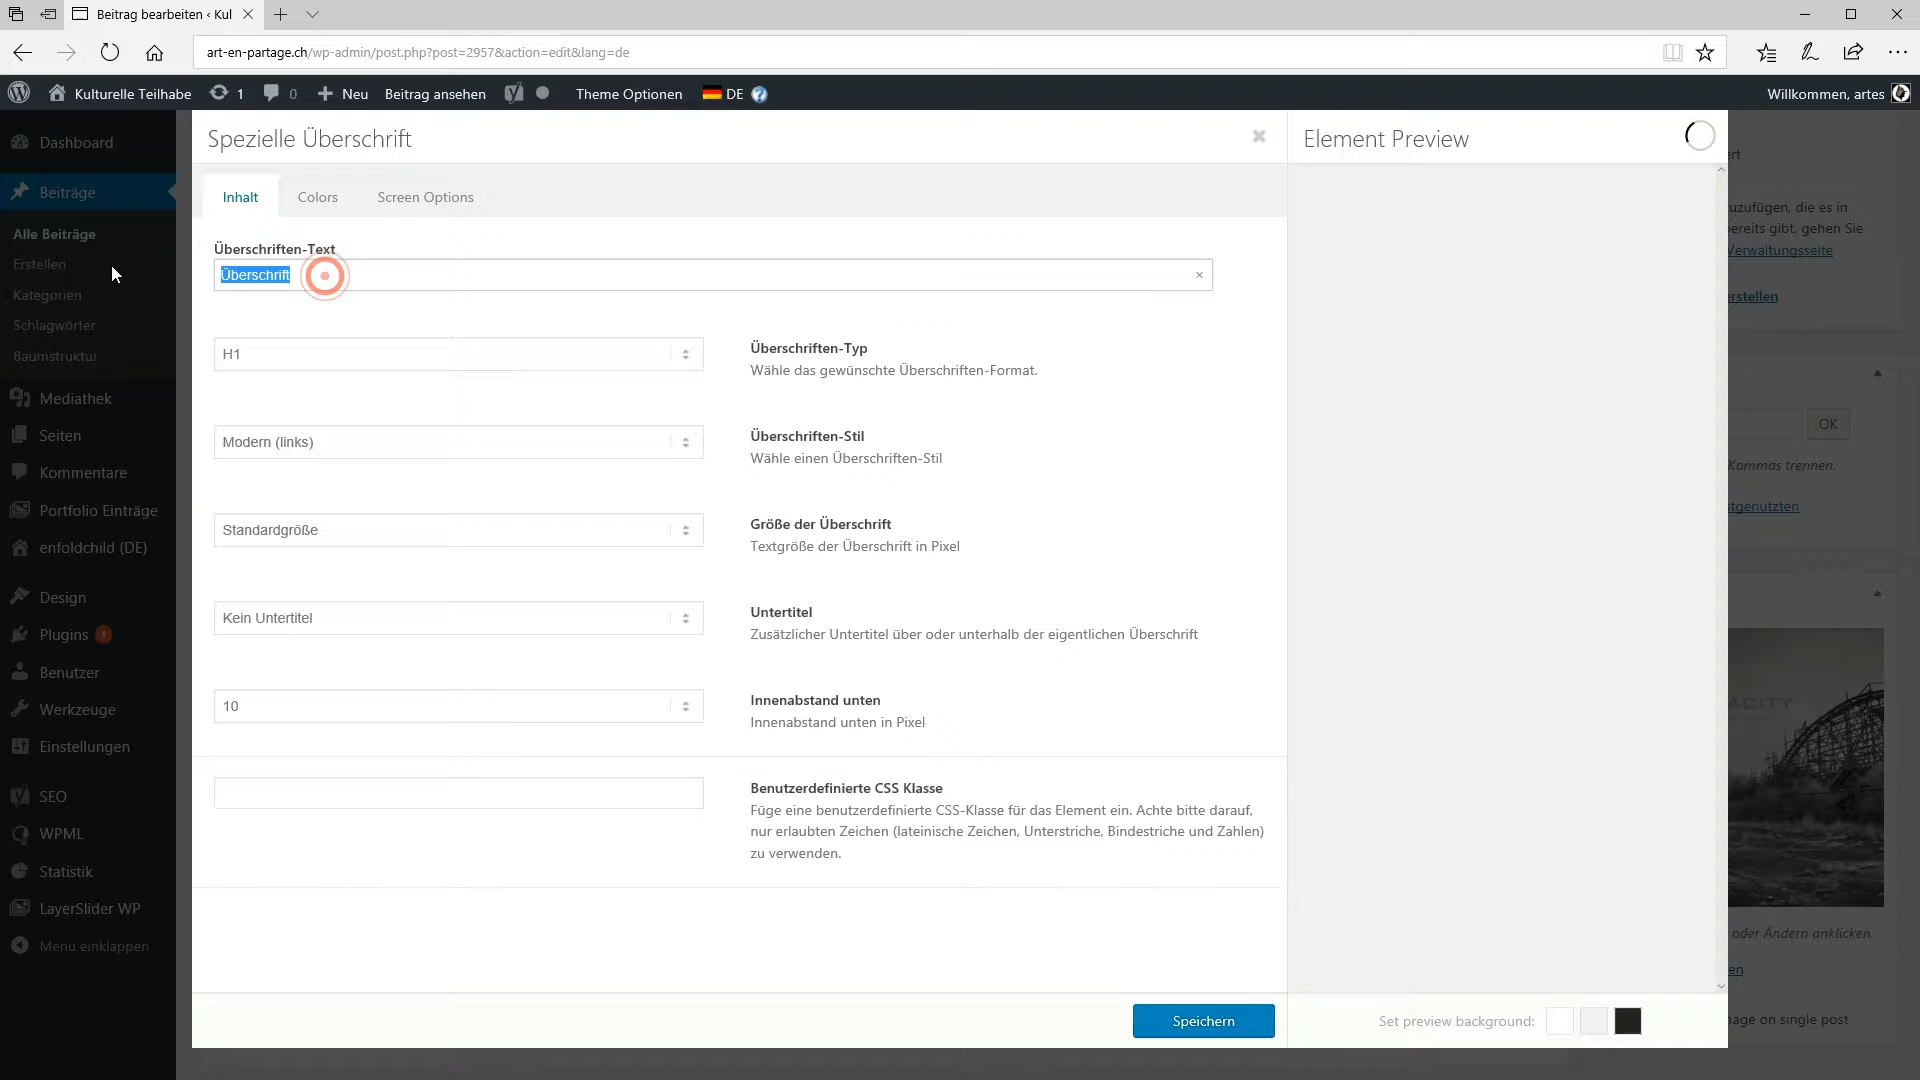 Beitrag bearbeiten ‹ Kul
art-en-partage.ch/wp-admin/post.php?post=2957&action=edit&lang=de
Kulturelle Teilhabe 1 0 Neu Beitrag ansehen Theme Optionen DE Willkommen, artes
Dashboard
Beiträge
Alle Beiträge
Erstellen
Kategorien
Schlagwörter
Baumstruktur
Mediathek
Seiten
Kommentare
Portfolio Einträge
enfoldchild (DE)
Design
Plugins
Benutzer
Werkzeuge
Einstellungen
SEO
WPML
Statistik
LayerSlider WP
Menu einklappen
Spezielle Überschrift
Inhalt Colors Screen Options
Überschriften-Text
Überschrift
H1
Überschriften-Typ
Wähle das gewünschte Überschriften-Format.
Modern (links)
Überschriften-Stil
Wähle einen Überschriften-Stil
Standardgröße
Größe der Überschrift
Textgröße der Überschrift in Pixel
Kein Untertitel
Untertitel
Zusätzlicher Untertitel über oder unterhalb der eigentlichen Überschrift
10
Innenabstand unten
Innenabstand unten in Pixel
Benutzerdefinierte CSS Klasse
Füge eine benutzerdefinierte CSS-Klasse für das Element ein. Achte bitte darauf,
nur erlaubten Zeichen (lateinische Zeichen, Unterstriche, Bindestriche und Zahlen)
zu verwenden.
Speichern
Element Preview
Set preview background:
ert
uzufügen, die es in
bereits gibt, gehen Sie
Verwaltungsseite
erstellen
OK
Kommas trennen.
stgenutzten
ACITY
oder Ändern anklicken.
en
mage on single post